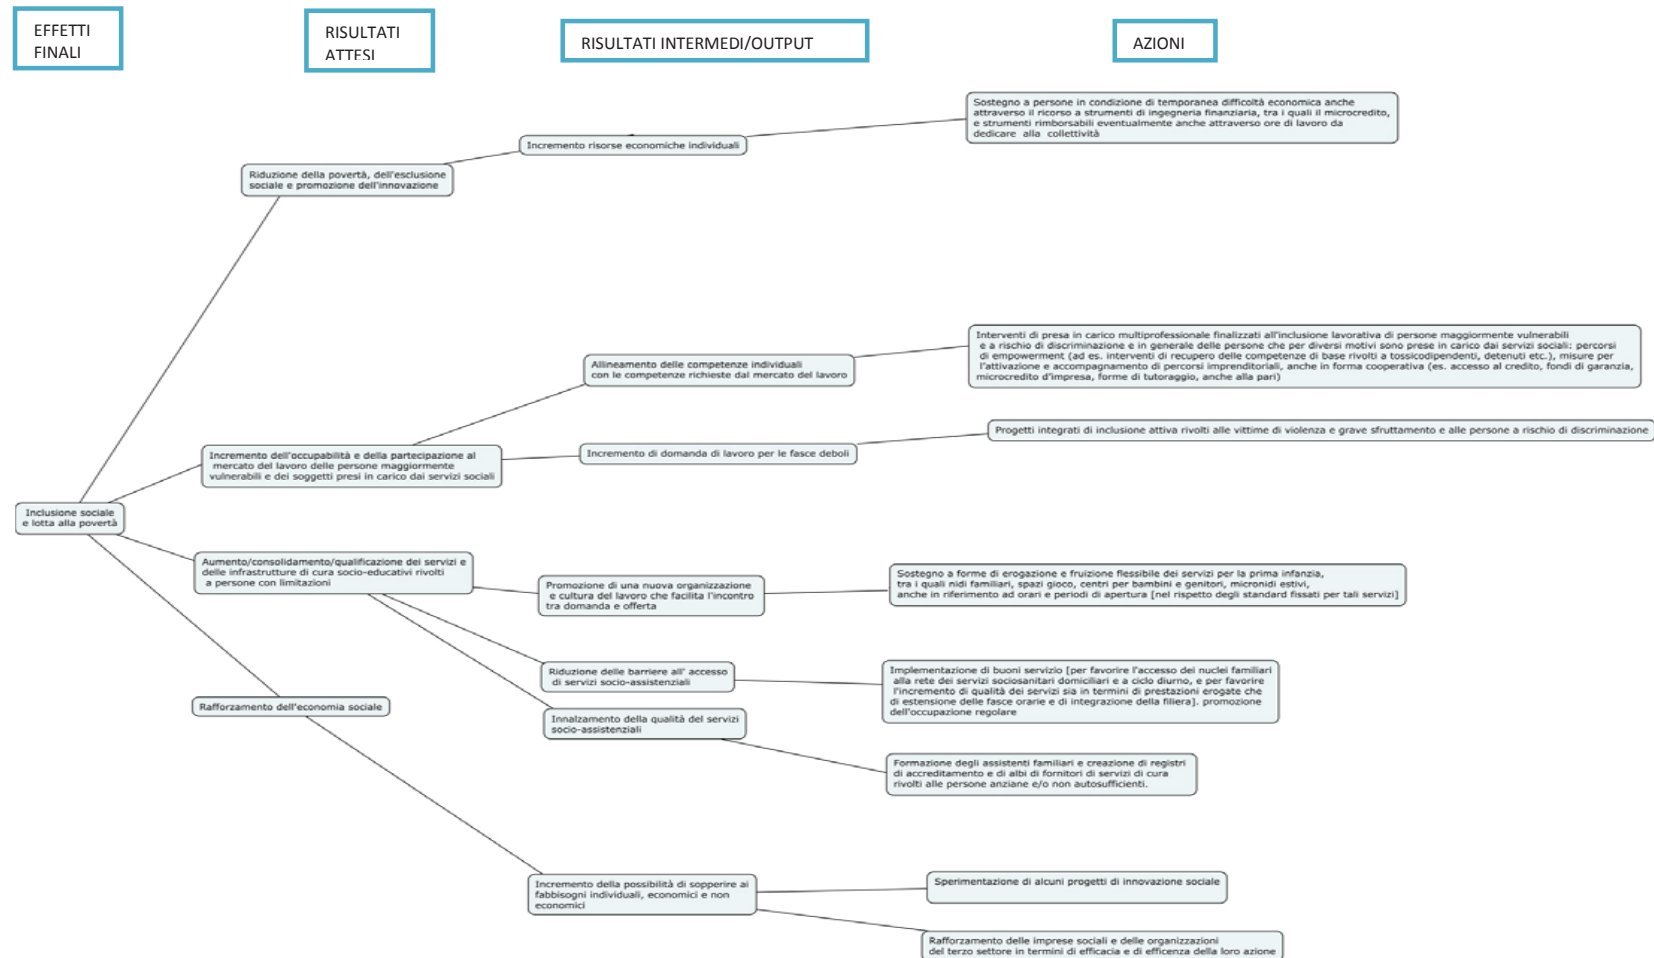 EFFETTI
FINALI
RISULTATI
ATTESI
RISULTATI INTERMEDI/OUTPUT
AZIONI
Sostegno a persone in condizione di temporanea difficoltà economica anche
attraverso il ricorso a strumenti di ingegneria finanziaria, tra i quali il microcredito,
e strumenti rimborsabili eventualmente anche attraverso ore di lavoro da
dedicare alla collettività
Incremento risorse economiche individuali
Riduzione della povertà, dell'esclusione
sociale e promozione dell'innovazione
Interventi di presa in carico multiprofessionale finalizzati all'inclusione lavorativa di persone maggiormente vulnerabili
e a rischio di discriminazione e in generale delle persone che per diversi motivi sono prese in carico dai servizi sociali: percorsi
di empowerment (ad es. interventi di recupero delle competenze di base rivolti a tossicodipendenti, detenuti etc.), misure per
l'attivazione e accompagnamento di percorsi imprenditoriali, anche in forma cooperativa (es. accesso al credito, fondi di garanzia,
microcredito d'impresa, forme di tutoraggio, anche alla pari)
Allineamento delle competenze individuali
con le competenze richieste dal mercato del lavoro
Progetti integrati di inclusione attiva rivolti alle vittime di violenza e grave sfruttamento e alle persone a rischio di discriminazione
Incremento di domanda di lavoro per le fasce deboli
Incremento dell'occupabilità e della partecipazione al
mercato del lavoro delle persone maggiormente
vulnerabili e dei soggetti presi in carico dai servizi sociali
Inclusione sociale
e lotta alla povertà
Aumento/consolidamento/qualificazione dei servizi e
delle infrastrutture di cura socio-educativi rivolti
a persone con limitazioni
Promozione di una nuova organizzazione
e cultura del lavoro che facilita l'incontro
tra domanda e offerta
Sostegno a forme di erogazione e fruizione flessibile dei servizi per la prima infanzia,
tra i quali nidi familiari, spazi gioco, centri per bambini e genitori, micronidi estivi,
anche in riferimento ad orari e periodi di apertura [nel rispetto degli standard fissati per tali servizi]
Riduzione delle barriere all' accesso
di servizi socio-assistenziali
Implementazione di buoni servizio [per favorire l'accesso dei nuclei familiari
alla rete dei servizi sociosanitari domiciliari e a ciclo diurno, e per favorire
l'incremento di qualità dei servizi sia in termini di prestazioni erogate che
di estensione delle fasce orarie e di integrazione della filiera]. promozione
dell'occupazione regolare
Rafforzamento dell'economia sociale
Innalzamento della qualità del servizi
socio-assistenziali
Formazione degli assistenti familiari e creazione di registri
di accreditamento e di albi di fornitori di servizi di cura
rivolti alle persone anziane e/o non autosufficienti.
Incremento della possibilità di sopperire ai
fabbisogni individuali, economici e non
economici
Sperimentazione di alcuni progetti di innovazione sociale
Rafforzamento delle imprese sociali e delle organizzazioni
del terzo settore in termini di efficacia e di efficenza della loro azione